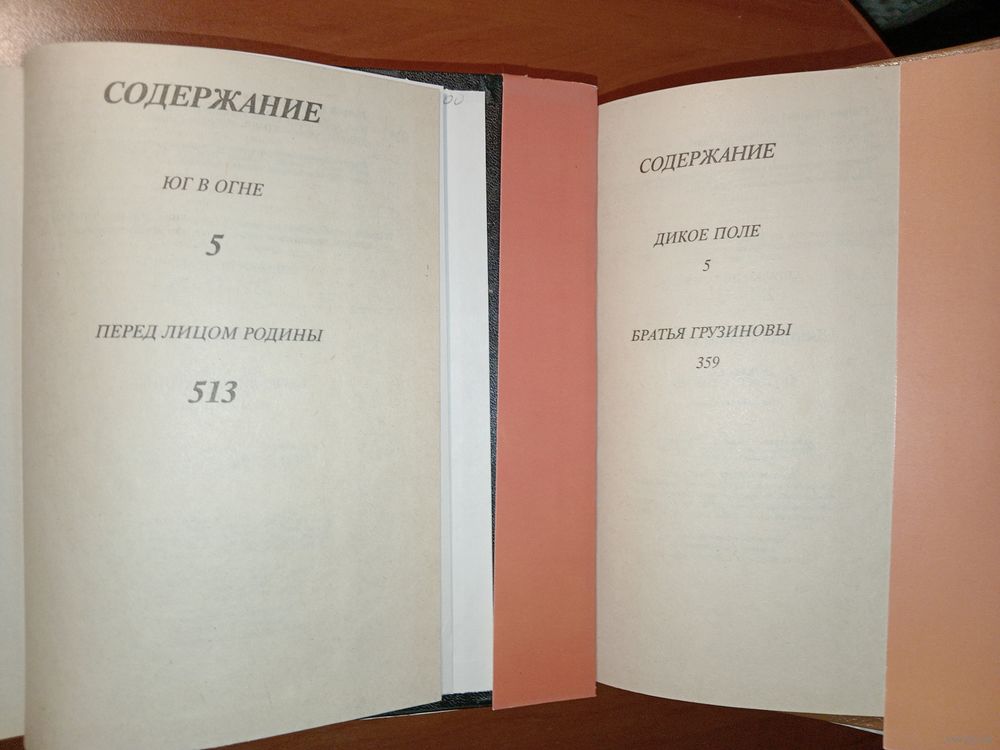 СОДЕРЖАНИЕ
ЮГ В ОГНЕ
5
ПЕРЕД ЛИЦОМ РОДИНЫ
513
СОДЕРЖАНИЕ
ДИКОЕ ПОЛЕ
5
БРАТЬЯ ГРУЗИНОВЫ
359